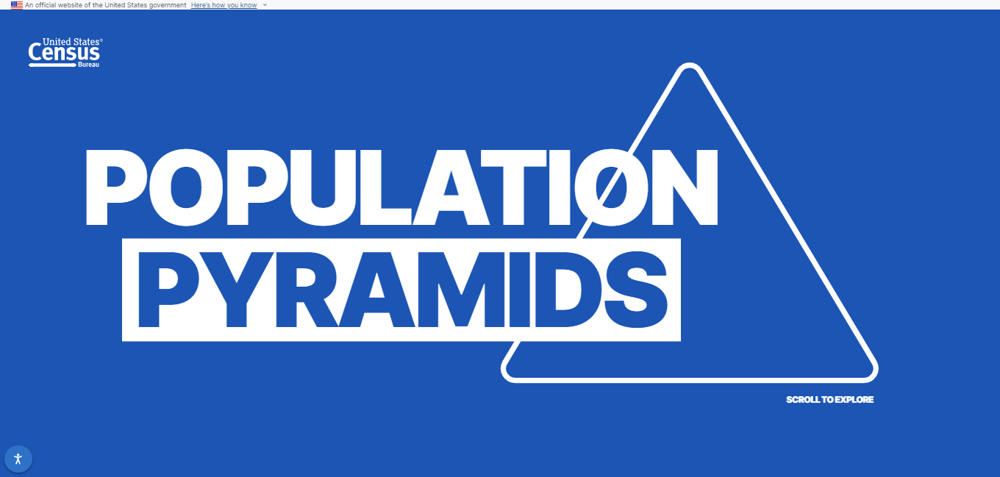 An official website of the United States government Here's how you know
United States®
Census
Bureau
POPULATION
PYRAMIDS
SCROLL TO EXPLORE